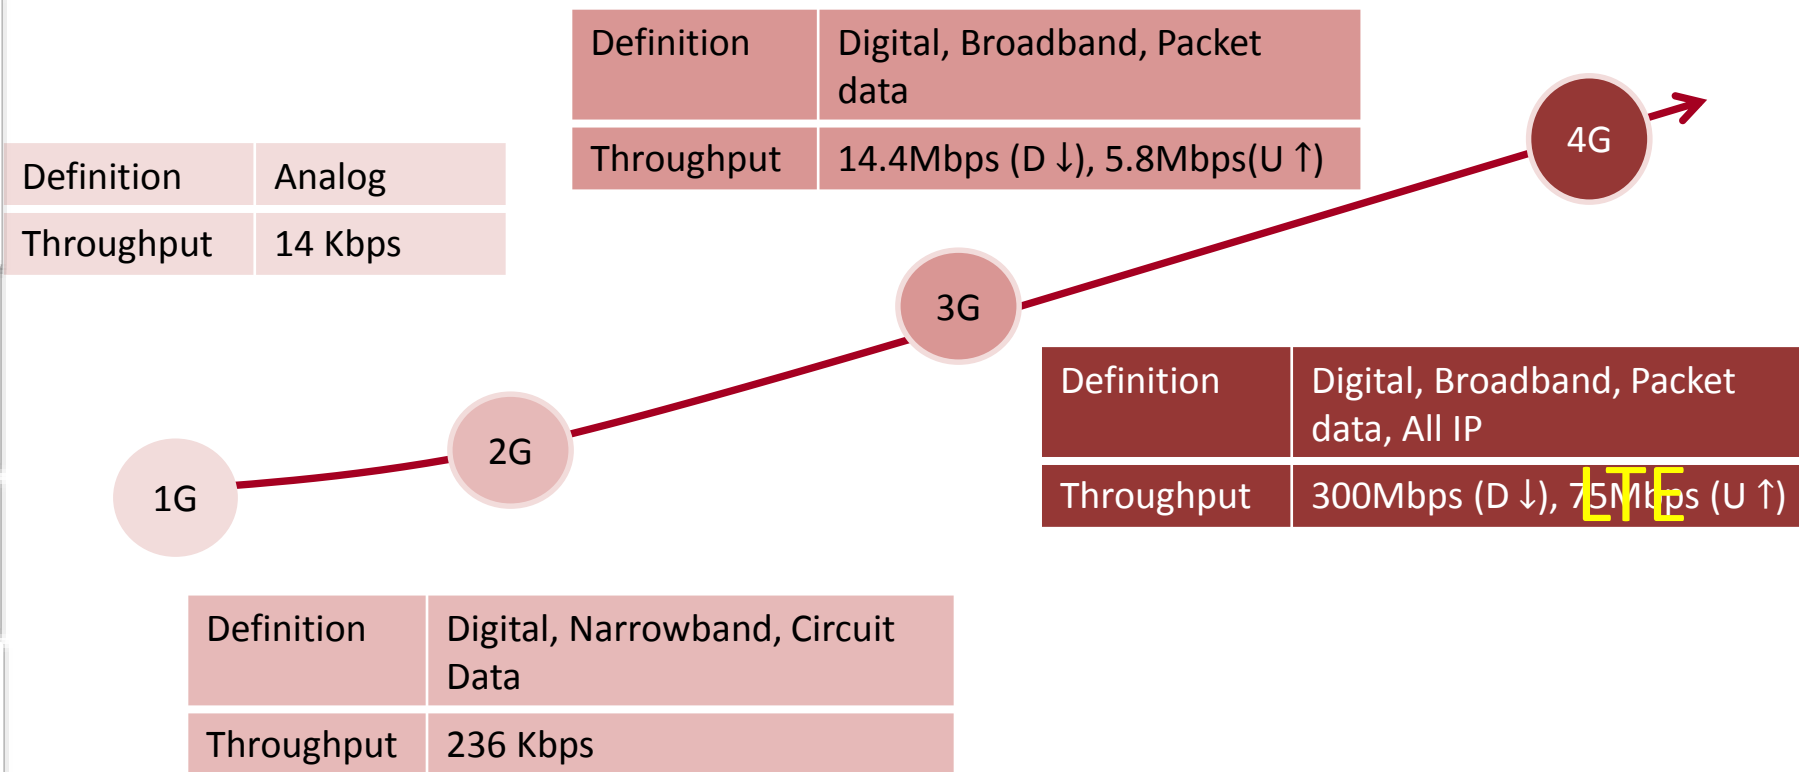 Definition Digital, Broadband, Packet
data
Throughput 14.4Mbps (D ↓), 5.8Mbps(U ↑)
4G
Definition Analog
Throughput 14 Kbps
3G
Definition Digital, Broadband, Packet
data, All IP
Throughput 300Mbps (D ↓), 75Mbps (U ↑)
LTE
2G
1G
Definition Digital, Narrowband, Circuit
Data
Throughput 236 Kbps